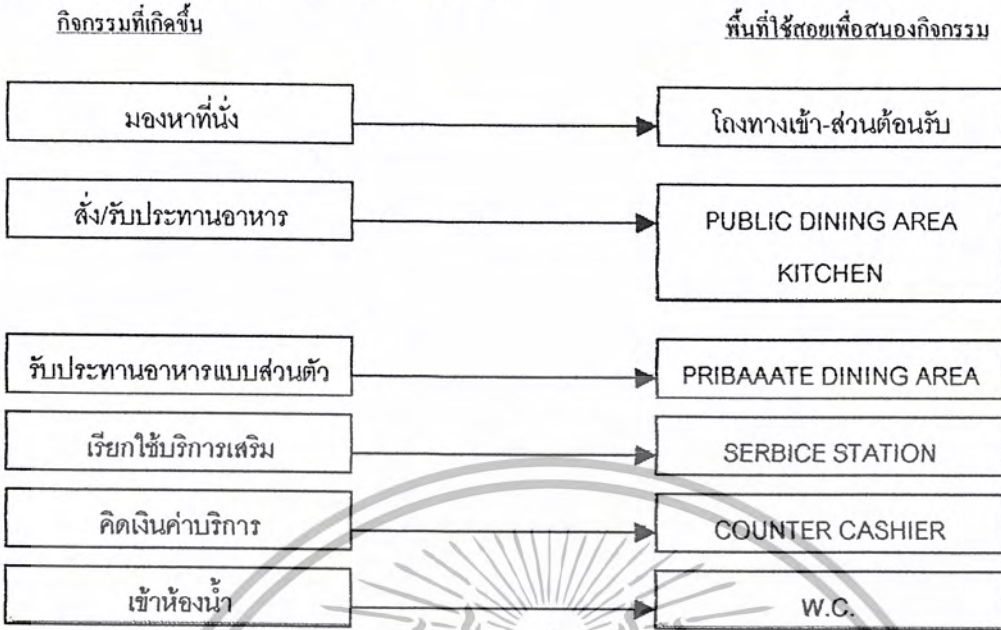 กิจกรรมที่เกิดขึ้น
พื้นที่ใช้สอยเพื่อสนองกิจกรรม
มองหาที่นั่ง
โถงทางเข้า-ส่วนต้อนรับ
สั่ง/รับประทานอาหาร
PUBLIC DINING AREA
KITCHEN
รับประทานอาหารแบบส่วนตัว
PRIBAAATE DINING AREA
เรียกใช้บริการเสริม
SERBICE STATION
คิดเงินค่าบริการ
COUNTER CASHIER
เข้าห้องน้ำ
W.C.